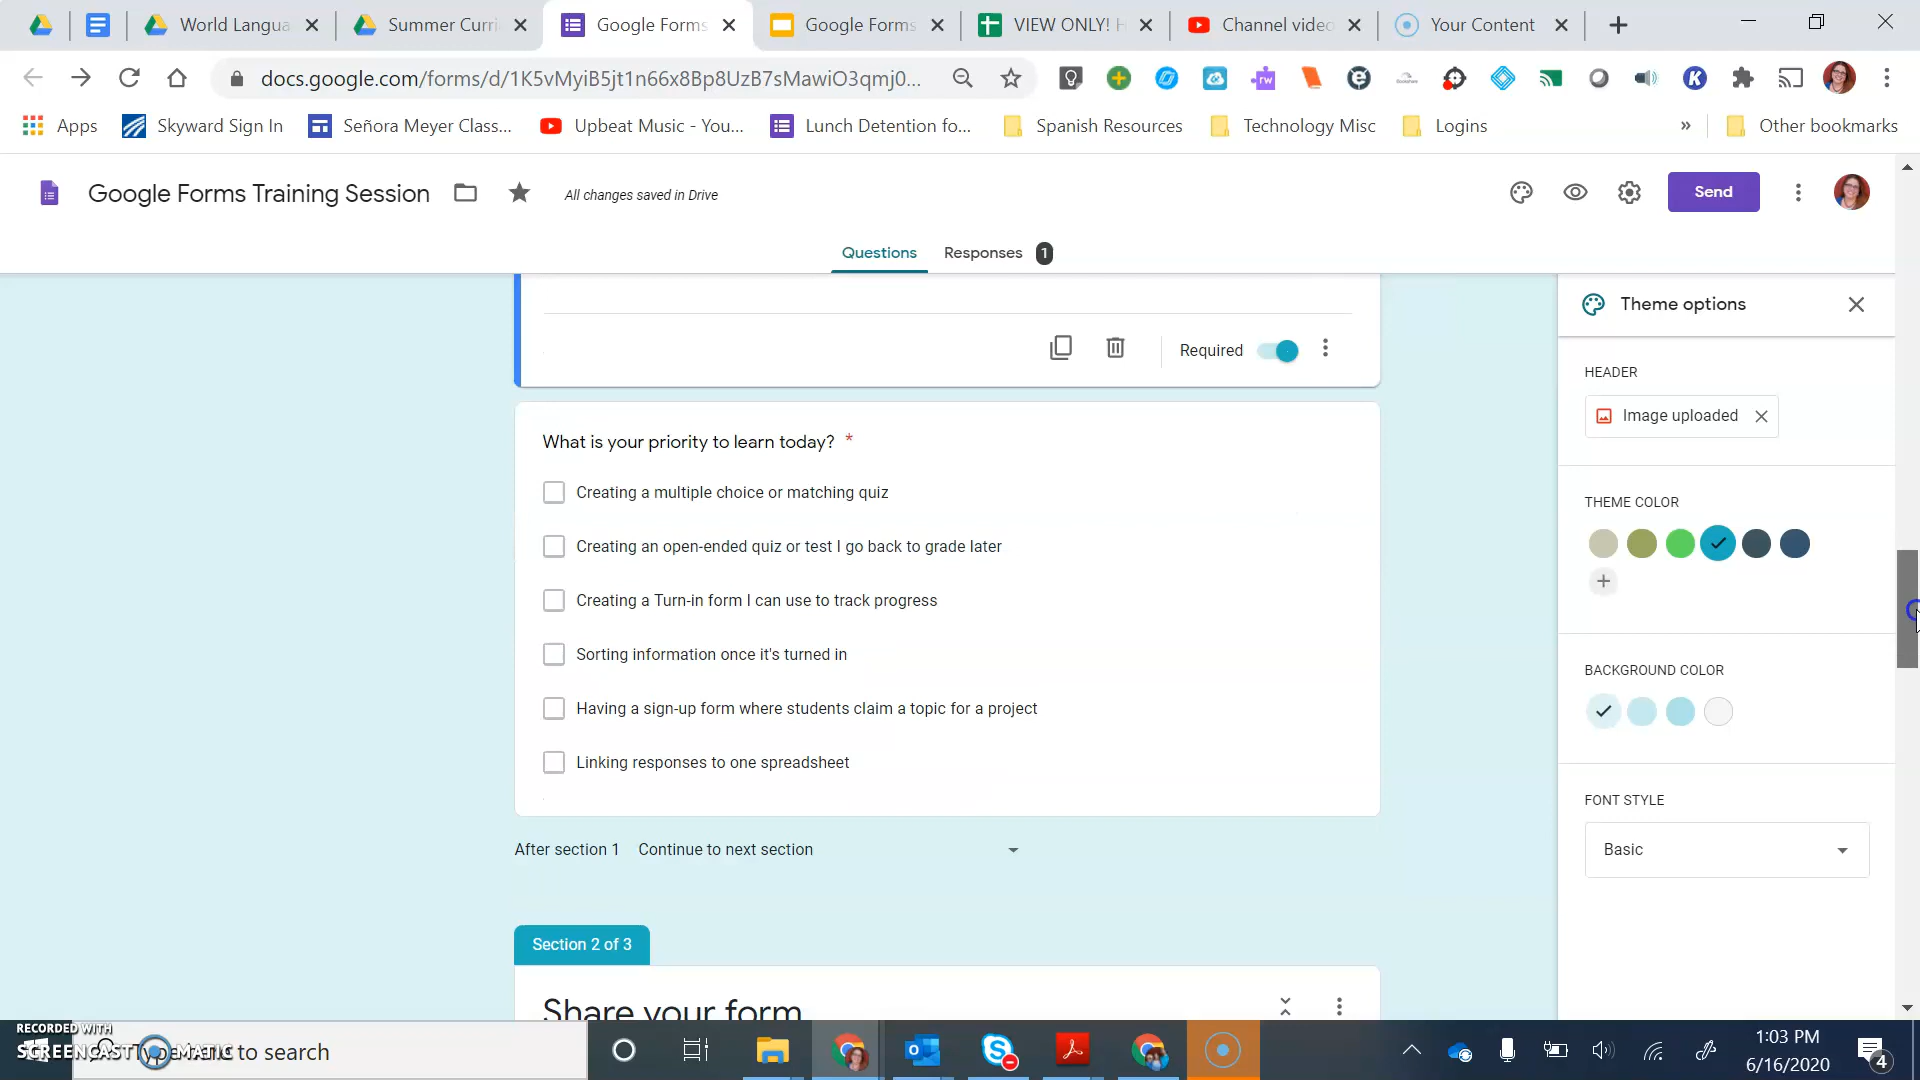 World Langua
Summer Curri
Google Forms
Google Forms
VIEW ONLY! H
Channel video
Your Content
docs.google.com/forms/d/1K5vMyiB5jt1n66x8Bp8UzB7sMawiO3qmj0...
Apps
Skyward Sign In
Señora Meyer Class...
Upbeat Music - You...
Lunch Detention fo...
Spanish Resources
Technology Misc
Logins
»
Other bookmarks
Google Forms Training Session
All changes saved in Drive
Send
Questions
Responses
1
Required
What is your priority to learn today? *
Creating a multiple choice or matching quiz
Creating an open-ended quiz or test I go back to grade later
Creating a Turn-in form I can use to track progress
Sorting information once it's turned in
Having a sign-up form where students claim a topic for a project
Linking responses to one spreadsheet
After section 1 Continue to next section
Section 2 of 3
Share your form
Theme options
HEADER
Image uploaded
THEME COLOR
BACKGROUND COLOR
FONT STYLE
Basic
RECORDED WITH
SCREENCAST MATIC
to search
1:03 PM
6/16/2020
4